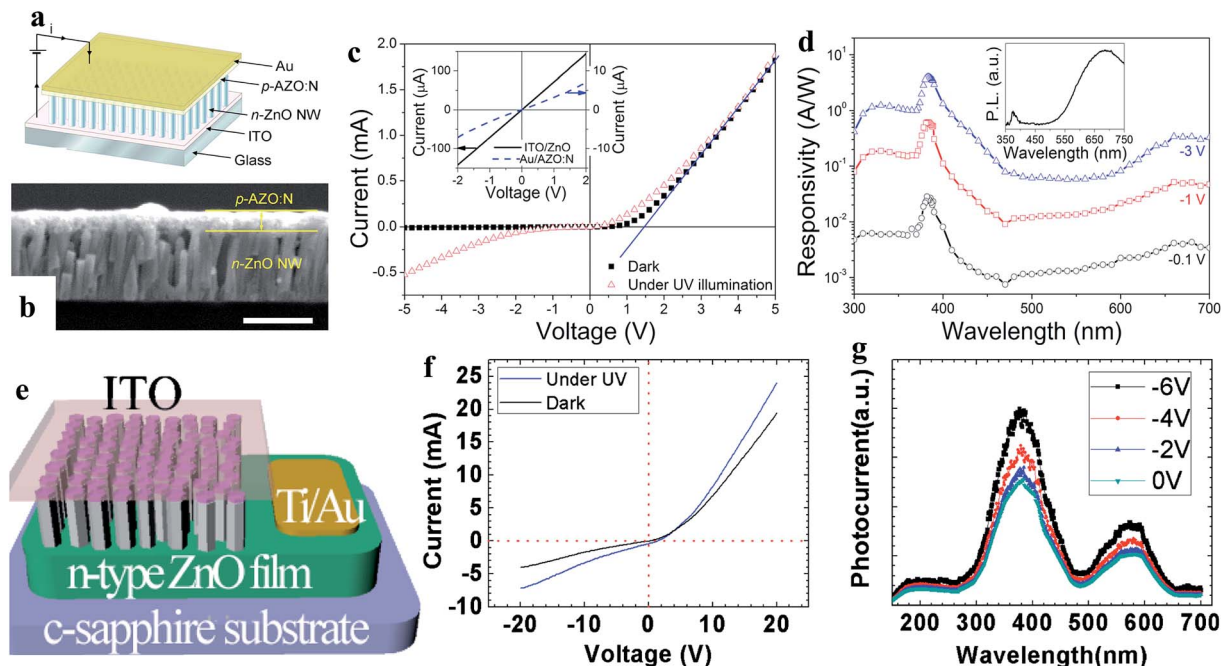 a
i
Au
p-AZO:N
n-ZnO NW
ITO
Glass
b
p-AZO:N
n-ZnO NW
c
Current (mA)
2.0
1.5
1.0
0.5
0.0
-0.5
-5 -4 -3 -2 -1 0 1 2 3 4 5
Voltage (V)
Dark
Under UV illumination
Current (μA)
100
50
0
-50
-100
10
5
0
-5
-10
Current (μA)
ITO/ZnO
Au/AZO:N
-2 -1 0 1 2
Voltage (V)
d
Responsivity (A/W)
10¹
10⁰
10⁻¹
10⁻²
10⁻³
300 400 500 600 700
Wavelength (nm)
-3 V
-1 V
-0.1 V
P.L. (a.u.)
350 450 550 650 750
Wavelength (nm)
e
ITO
Ti/Au
n-type ZnO film
c-sapphire substrate
f
Current (mA)
25
20
15
10
5
0
-5
-10
-20 -10 0 10 20
Voltage (V)
Under UV
Dark
g
Photocurrent(a.u.)
-6V
-4V
-2V
0V
200 300 400 500 600 700
Wavelength(nm)